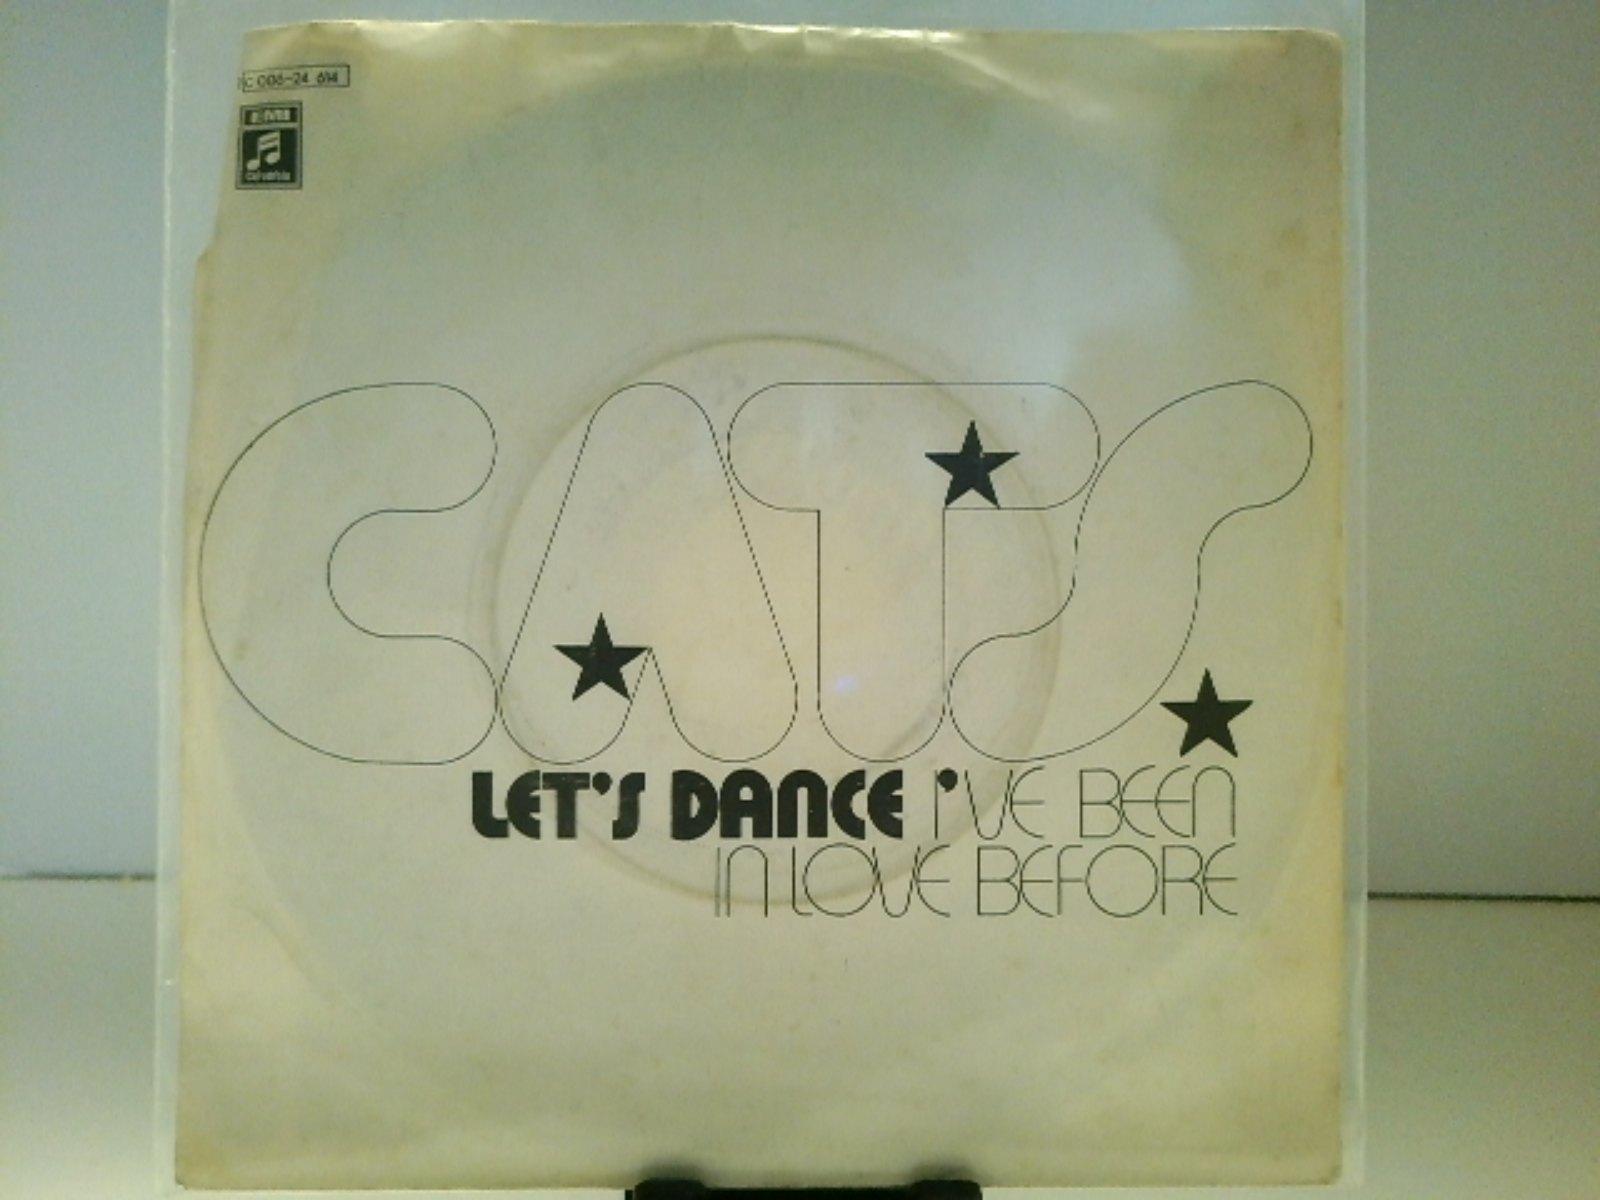 1C 006-24 614
EMI
Columbia
CATS
LET'S DANCE I'VE BEEN
IN LOVE BEFORE